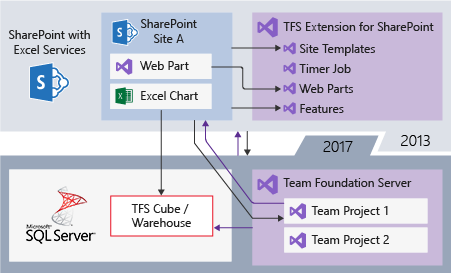 SharePoint with
Excel Services
SharePoint
Site A
Web Part
Excel Chart
TFS Extension for SharePoint
Site Templates
Timer Job
Web Parts
Features
2017
2013
Microsoft
SQL Server
TFS Cube /
Warehouse
Team Foundation Server
Team Project 1
Team Project 2